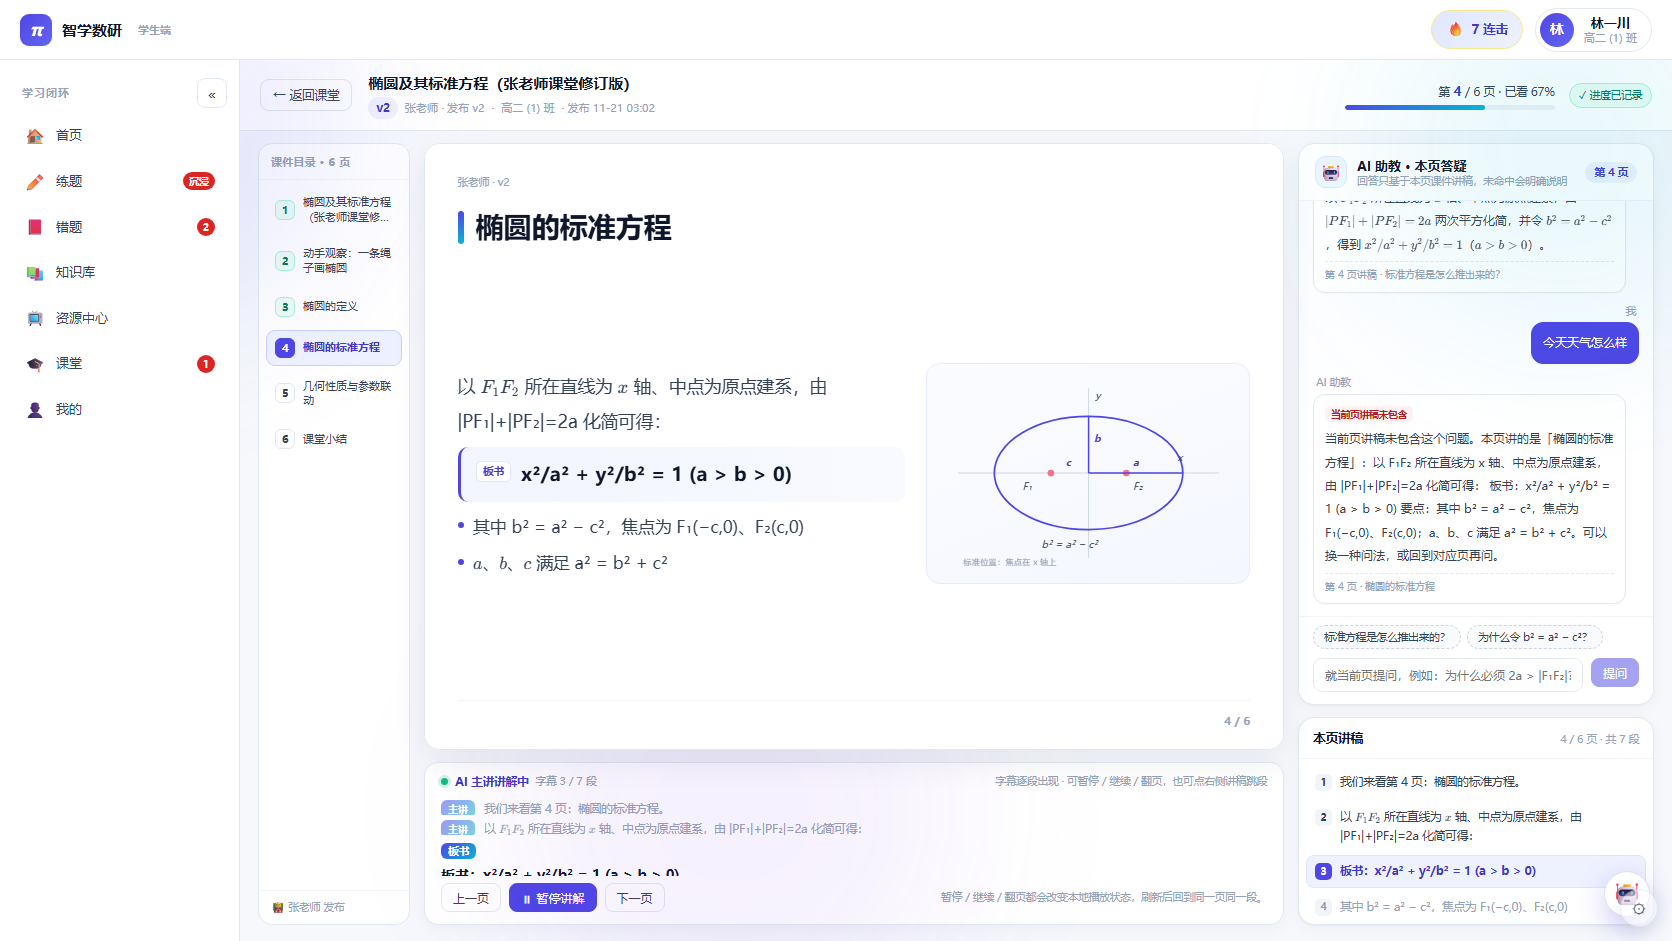 π 智学数研 学生端
🔥 7 连击
林 林一川
高二 (1) 班
学习闭环 «
首页
练题 沉浸
错题 2
知识库
资源中心
课堂 1
我的
← 返回课堂
椭圆及其标准方程（张老师课堂修订版）
v2 张老师 · 发布 v2 · 高二 (1) 班 · 发布 11-21 03:02
第 4 / 6 页 · 已看 67%
✓ 进度已记录
课件目录 • 6 页
1 椭圆及其标准方程
（张老师课堂修...
2 动手观察：一条绳
子画椭圆
3 椭圆的定义
4 椭圆的标准方程
5 几何性质与参数联
动
6 课堂小结
张老师 发布
张老师 · v2
椭圆的标准方程
以 F₁F₂ 所在直线为 x 轴、中点为原点建系，由
|PF₁|+|PF₂|=2a 化简可得：
板书 x²/a² + y²/b² = 1 (a > b > 0)
• 其中 b² = a² − c²，焦点为 F₁(−c,0)、F₂(c,0)
• a、b、c 满足 a² = b² + c²
y
b
c a x
F₁ F₂
b² = a² − c²
标准位置：焦点在 x 轴上
4 / 6
AI 主讲讲解中 字幕 3 / 7 段
字幕逐段出现 · 可暂停 / 继续 / 翻页，也可点右侧讲稿跳段
主讲 我们来看第 4 页：椭圆的标准方程。
主讲 以 F₁F₂ 所在直线为 x 轴、中点为原点建系，由 |PF₁|+|PF₂|=2a 化简可得：
板书
板书：x²/a² + y²/b² = 1 (a > b > 0)
上一页 ⏸ 暂停讲解 下一页
暂停 / 继续 / 翻页都会改变本地播放状态，刷新后回到同一页同一段。
AI 助教 • 本页答疑
回答只基于本页课件讲稿，未命中会明确说明
第 4 页
|PF₁| + |PF₂| = 2a 两次平方化简，并令 b² = a² − c²
，得到 x²/a² + y²/b² = 1（a > b > 0）。
第 4 页讲稿 · 标准方程是怎么推出来的？
我
今天天气怎么样
AI 助教
当前页讲稿未包含
当前页讲稿未包含这个问题。本页讲的是「椭圆的标准
方程」：以 F₁F₂ 所在直线为 x 轴、中点为原点建系，
由 |PF₁|+|PF₂|=2a 化简可得： 板书：x²/a² + y²/b² =
1 (a > b > 0) 要点：其中 b² = a² − c²，焦点为
F₁(−c,0)、F₂(c,0)；a、b、c 满足 a² = b² + c²。可以
换一种问法，或回到对应页再问。
第 4 页 · 椭圆的标准方程
标准方程是怎么推出来的？ 为什么令 b² = a² − c²？
就当前页提问，例如：为什么必须 2a > |F₁F₂|？
提问
本页讲稿 4 / 6 页 · 共 7 段
1 我们来看第 4 页：椭圆的标准方程。
2 以 F₁F₂ 所在直线为 x 轴、中点为原点建系，由
|PF₁|+|PF₂|=2a 化简可得：
3 板书：x²/a² + y²/b² = 1 (a > b > 0)
4 其中 b² = a² − c²，焦点为 F₁(−c,0)、F₂(c,0)